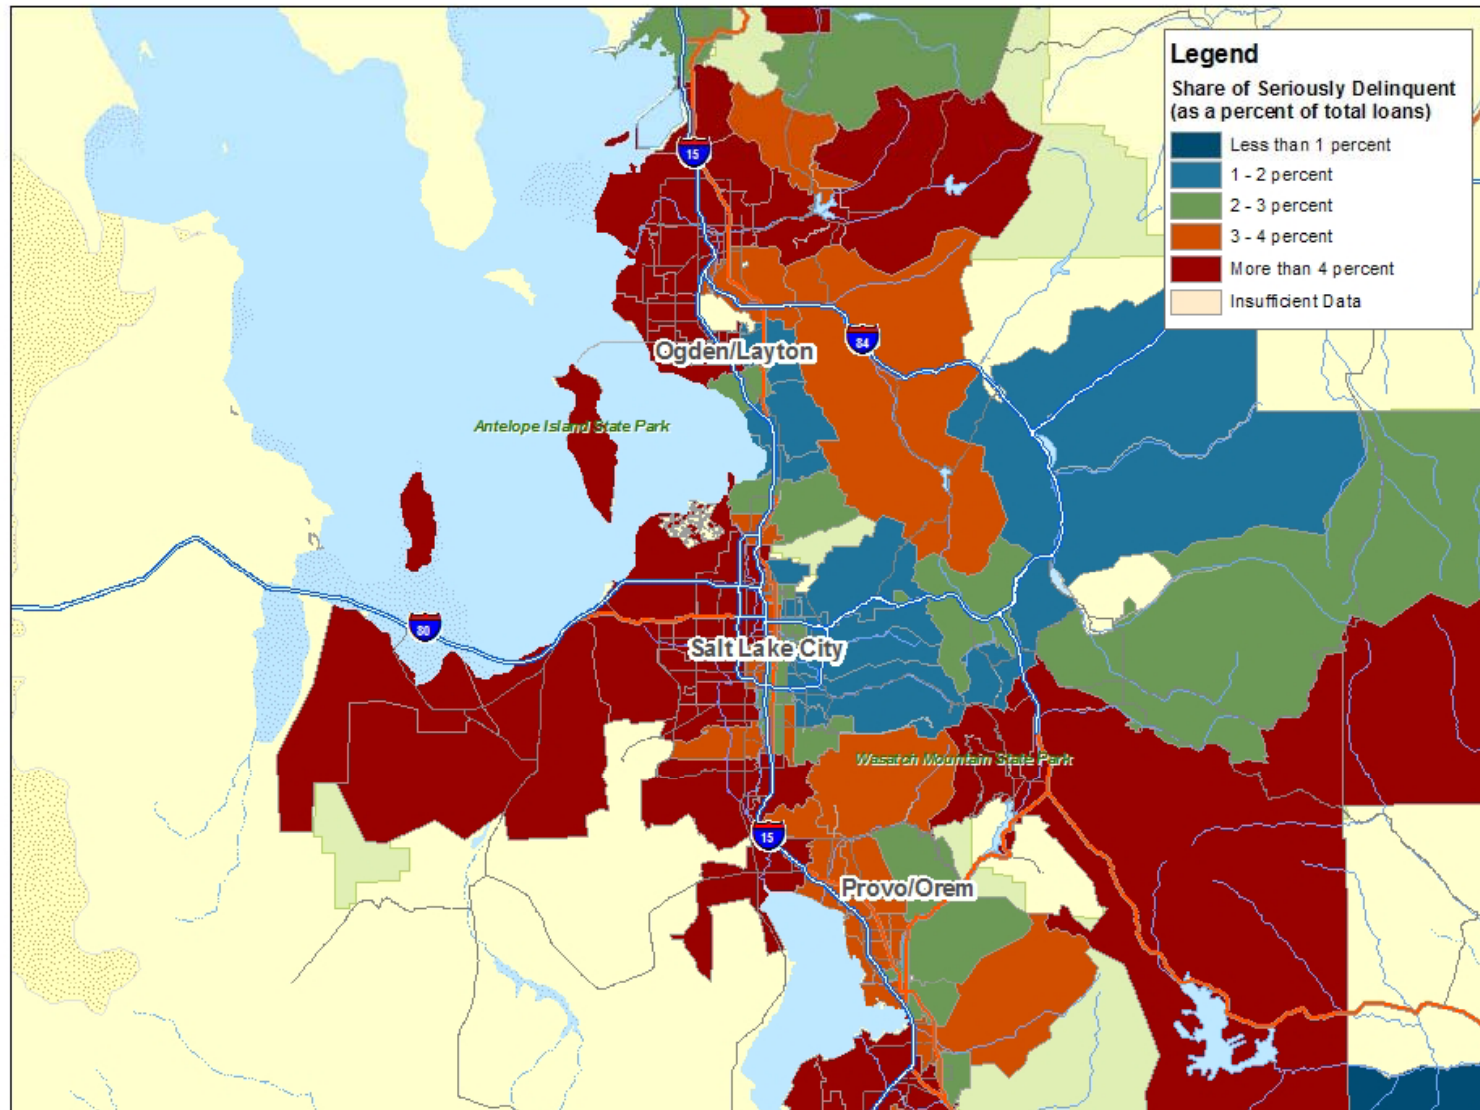 Legend
Share of Seriously Delinquent
(as a percent of total loans)
Less than 1 percent
1 - 2 percent
2 - 3 percent
3 - 4 percent
More than 4 percent
Insufficient Data
15
84
Ogden/Layton
Antelope Island State Park
80
Salt Lake City
Wasatch Mountain State Park
15
Provo/Orem